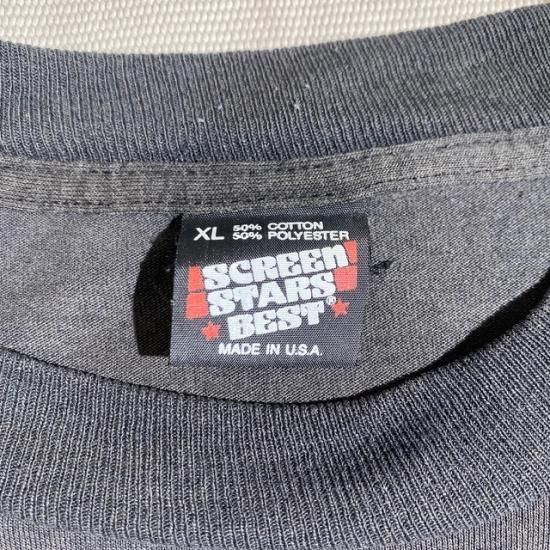 XL 50% COTTON
50% POLYESTER
SCREEN
STARS
BEST®
MADE IN U.S.A.